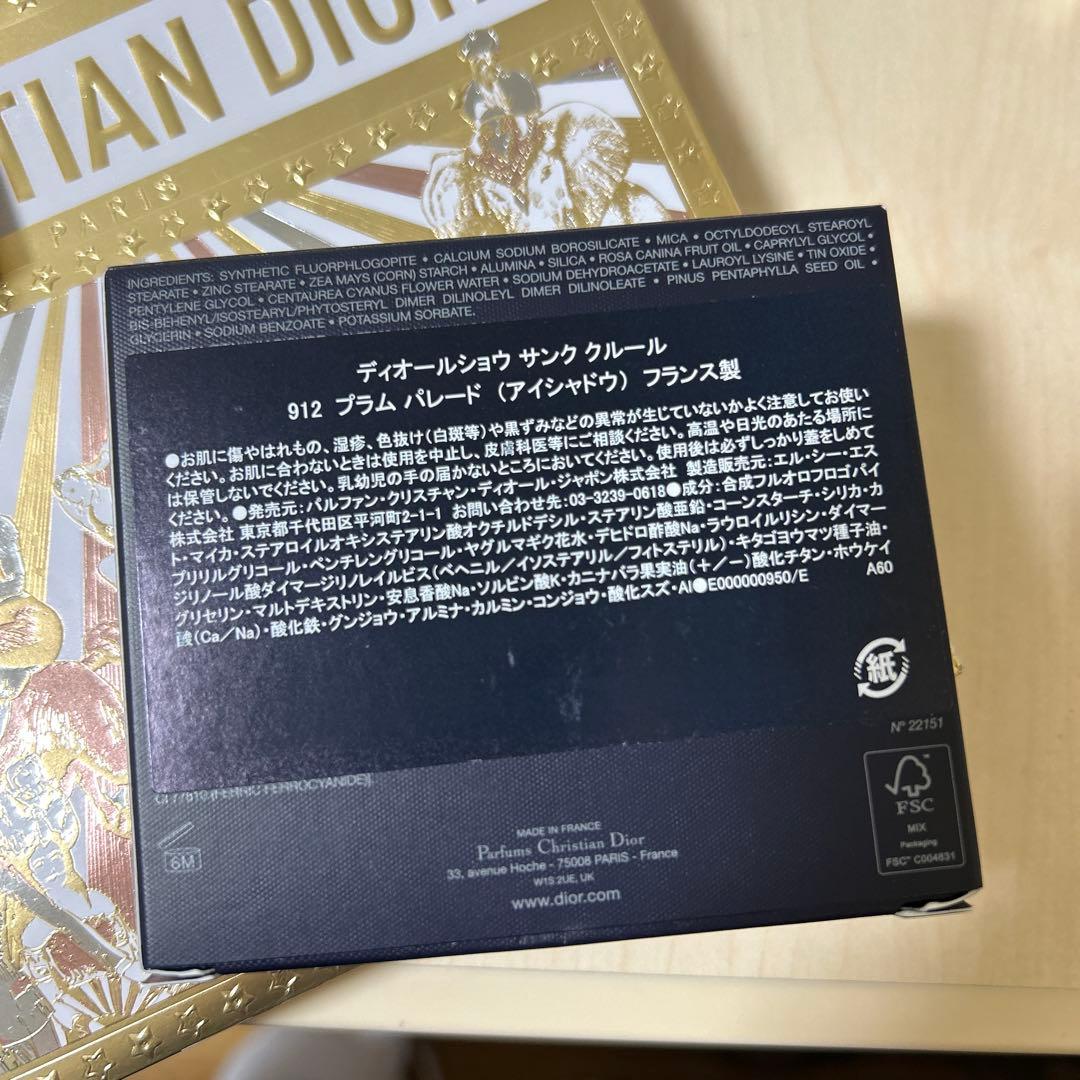 TIAN DIOR
PARIS
INGREDIENTS: SYNTHETIC FLUORPHLOGOPITE • CALCIUM SODIUM BOROSILICATE • MICA • OCTYLDODECYL STEAROYL
STEARATE • ZINC STEARATE • ZEA MAYS (CORN) STARCH • ALUMINA • SILICA • ROSA CANINA FRUIT OIL • CAPRYLYL GLYCOL •
PENTYLENE GLYCOL • CENTAUREA CYANUS FLOWER WATER • SODIUM DEHYDROACETATE • LAUROYL LYSINE • TIN OXIDE •
BIS-BEHENYL/ISOSTEARYL/PHYTOSTERYL DIMER DILINOLEYL DIMER DILINOLEATE • PINUS PENTAPHYLLA SEED OIL •
GLYCERIN • SODIUM BENZOATE • POTASSIUM SORBATE.
ディオールショウ サンク クルール
912 プラム パレード （アイシャドウ） フランス製
●お肌に傷やはれもの、湿疹、色抜け(白斑等)や黒ずみなどの異常が生じていないかよく注意してお使い
ください。お肌に合わないときは使用を中止し、皮膚科医等にご相談ください。高温や日光のあたる場所に
は保管しないでください。乳幼児の手の届かないところにおいてください。使用後は必ずしっかり蓋をしめて
ください。●発売元:パルファン・クリスチャン・ディオール・ジャポン株式会社 製造販売元:エル・シー・エス
株式会社 東京都千代田区平河町2-1-1 お問い合わせ先:03-3239-0618●成分:合成フルオロフロゴパイ
ト・マイカ・ステアロイルオキシステアリン酸オクチルドデシル・ステアリン酸亜鉛・コーンスターチ・シリカ・カ
プリリルグリコール・ペンチレングリコール・ヤグルマギク花水・デヒドロ酢酸Na・ラウロイルリシン・ダイマー
ジリノール酸ダイマージリノレイルビス(ベヘニル／イソステアリル／フィトステリル)・キタゴヨウマツ種子油・
グリセリン・マルトデキストリン・安息香酸Na・ソルビン酸K・カニナバラ果実油(＋／－)酸化チタン・ホウケイ
酸(Ca／Na)・酸化鉄・グンジョウ・アルミナ・カルミン・コンジョウ・酸化スズ・Al●E000000950/E A60
紙
N° 22151
CI 77510 (FERRIC FERROCYANIDE)]
6M
MADE IN FRANCE
Parfums Christian Dior
33, avenue Hoche - 75008 PARIS - France
W1S 2UE, UK
www.dior.com
FSC
MIX
Packaging
FSC™ C004831